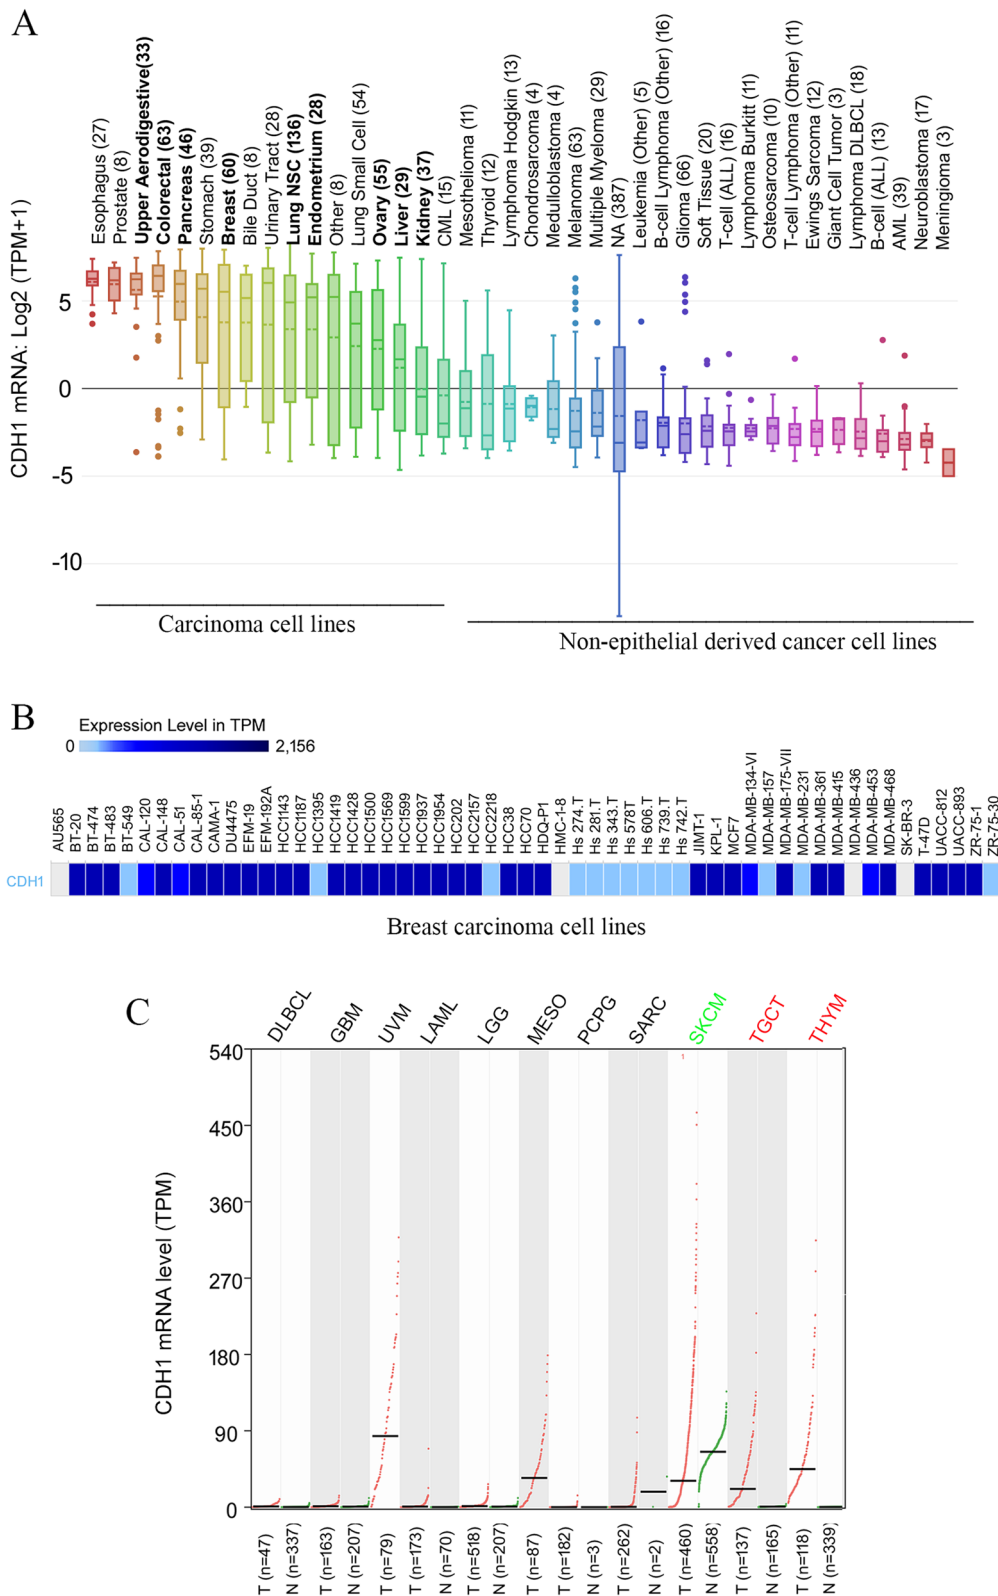 A
CDH1 mRNA: Log2 (TPM+1)
Esophagus (27)
Prostate (8)
Upper Aerodigestive(33)
Colorectal (63)
Pancreas (46)
Stomach (39)
Breast (60)
Bile Duct (8)
Urinary Tract (28)
Lung NSC (136)
Endometrium (28)
Other (8)
Lung Small Cell (54)
Ovary (55)
Liver (29)
Kidney (37)
CML (15)
Mesothelioma (11)
Thyroid (12)
Lymphoma Hodgkin (13)
Chondrosarcoma (4)
Medulloblastoma (4)
Melanoma (63)
Multiple Myeloma (29)
NA (387)
Leukemia (Other) (5)
B-cell Lymphoma (Other) (16)
Glioma (66)
Soft Tissue (20)
T-cell (ALL) (16)
Lymphoma Burkitt (11)
Osteosarcoma (10)
T-cell Lymphoma (Other) (11)
Ewings Sarcoma (12)
Giant Cell Tumor (3)
Lymphoma DLBCL (18)
B-cell (ALL) (13)
AML (39)
Neuroblastoma (17)
Meningioma (3)
5
0
-5
-10
Carcinoma cell lines
Non-epithelial derived cancer cell lines
B
Expression Level in TPM
0 2,156
AU565
BT-20
BT-474
BT-483
BT-549
CAL-120
CAL-148
CAL-51
CAL-85-1
CAMA-1
DU4475
EFM-19
EFM-192A
HCC1143
HCC1187
HCC1395
HCC1419
HCC1428
HCC1500
HCC1569
HCC1599
HCC1937
HCC1954
HCC202
HCC2157
HCC2218
HCC38
HCC70
HDQ-P1
HMC-1-8
Hs 274.T
Hs 281.T
Hs 343.T
Hs 578T
Hs 606.T
Hs 739.T
Hs 742.T
JIMT-1
KPL-1
MCF7
MDA-MB-134-VI
MDA-MB-157
MDA-MB-175-VII
MDA-MB-231
MDA-MB-361
MDA-MB-415
MDA-MB-436
MDA-MB-453
MDA-MB-468
SK-BR-3
T-47D
UACC-812
UACC-893
ZR-75-1
ZR-75-30
CDH1
Breast carcinoma cell lines
C
DLBCL
GBM
UVM
LAML
LGG
MESO
PCPG
SARC
SKCM
TGCT
THYM
CDH1 mRNA level (TPM)
540
450
360
270
180
90
0
T (n=47)
N (n=337)
T (n=163)
N (n=207)
T (n=79)
T (n=173)
N (n=70)
T (n=518)
N (n=207)
T (n=87)
T (n=182)
N (n=3)
T (n=262)
N (n=2)
T (n=460)
N (n=558)
T (n=137)
N (n=165)
T (n=118)
N (n=339)